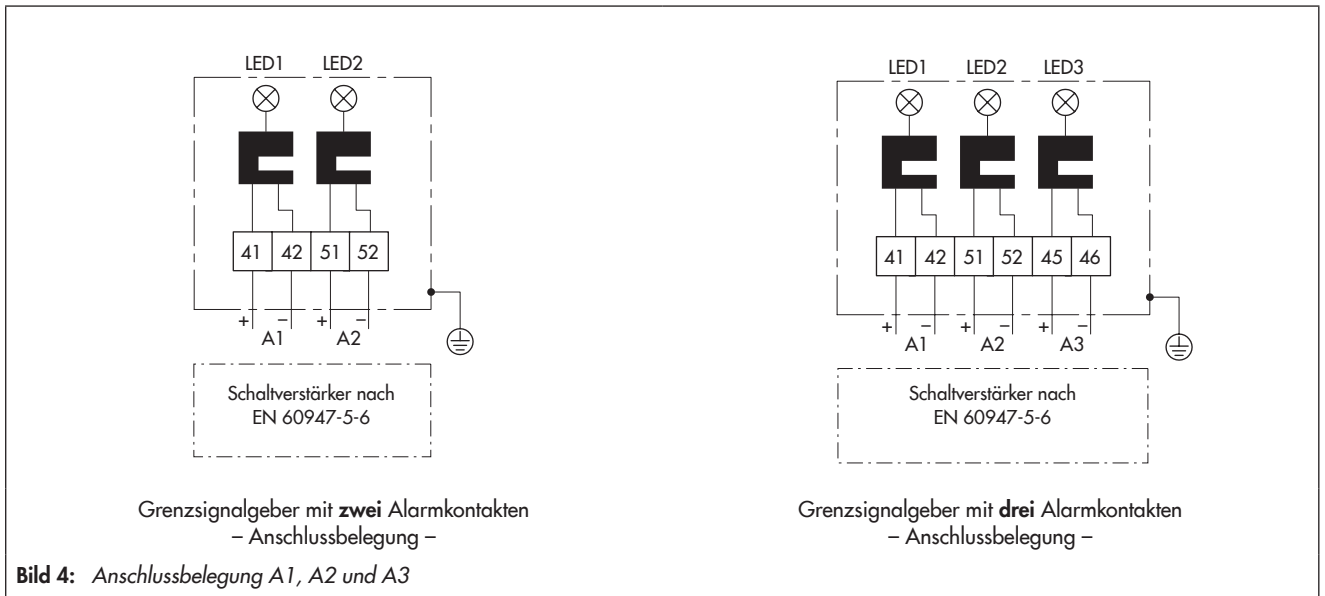 LED1 LED2
41 42 51 52
+ – + –
A1 A2
Schaltverstärker nach
EN 60947-5-6
Grenzsignalgeber mit zwei Alarmkontakten
– Anschlussbelegung –
LED1 LED2 LED3
41 42 51 52 45 46
+ – + – + –
A1 A2 A3
Schaltverstärker nach
EN 60947-5-6
Grenzsignalgeber mit drei Alarmkontakten
– Anschlussbelegung –
Bild 4: Anschlussbelegung A1, A2 und A3